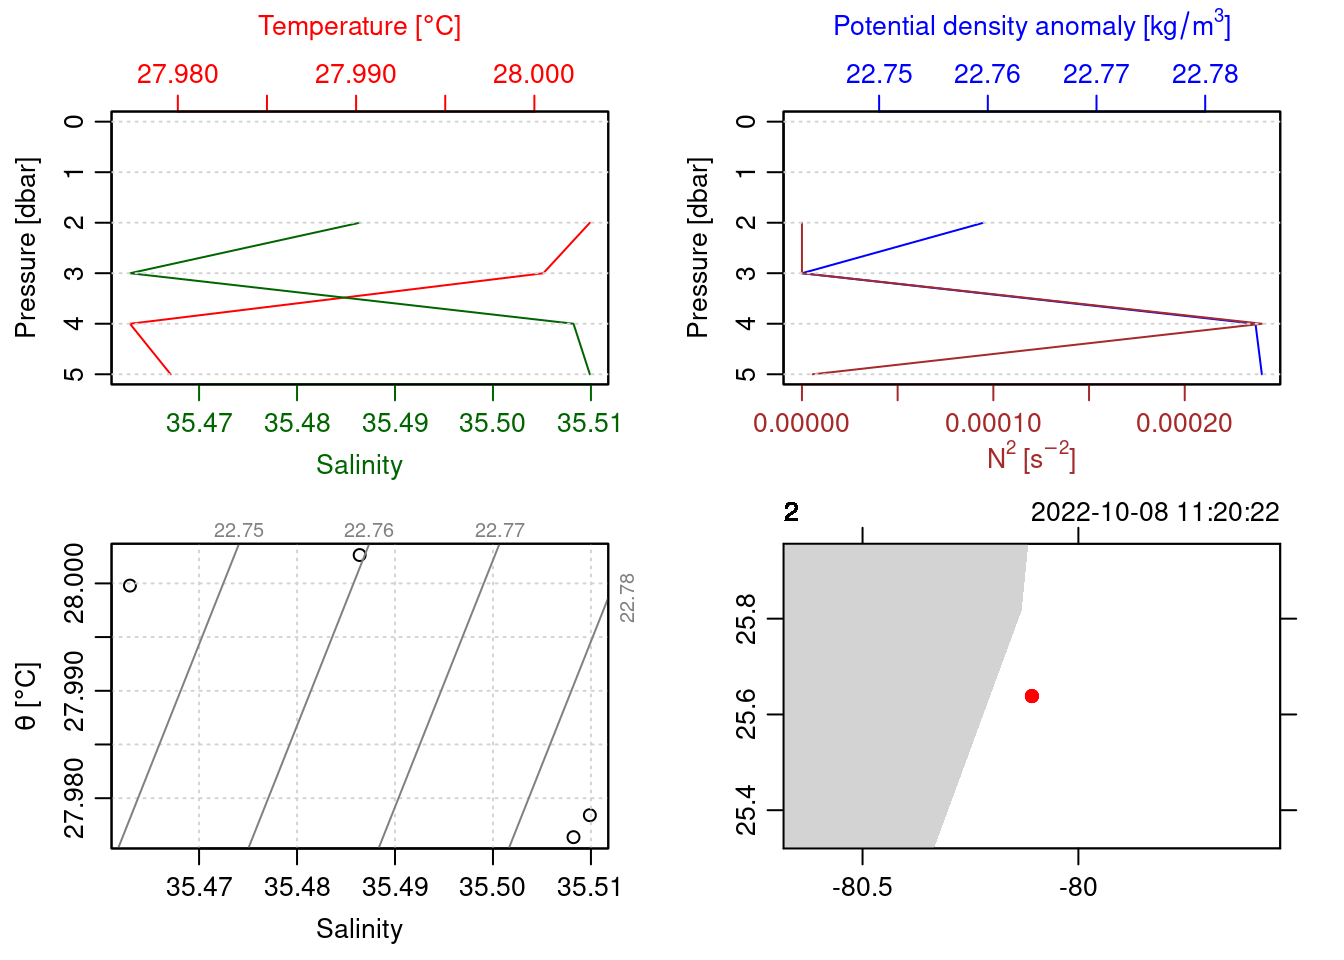 Temperature [°C]
27.980 27.990 28.000
0
1
2
3
4
5
Pressure [dbar]
35.47 35.48 35.49 35.50 35.51
Salinity
Potential density anomaly [kg/m³]
22.75 22.76 22.77 22.78
0
1
2
3
4
5
Pressure [dbar]
0.00000 0.00010 0.00020
N² [s⁻²]
22.75 22.76 22.77
22.78
28.000
27.990
27.980
θ [°C]
35.47 35.48 35.49 35.50 35.51
Salinity
2 2022-10-08 11:20:22
25.8
25.6
25.4
-80.5 -80